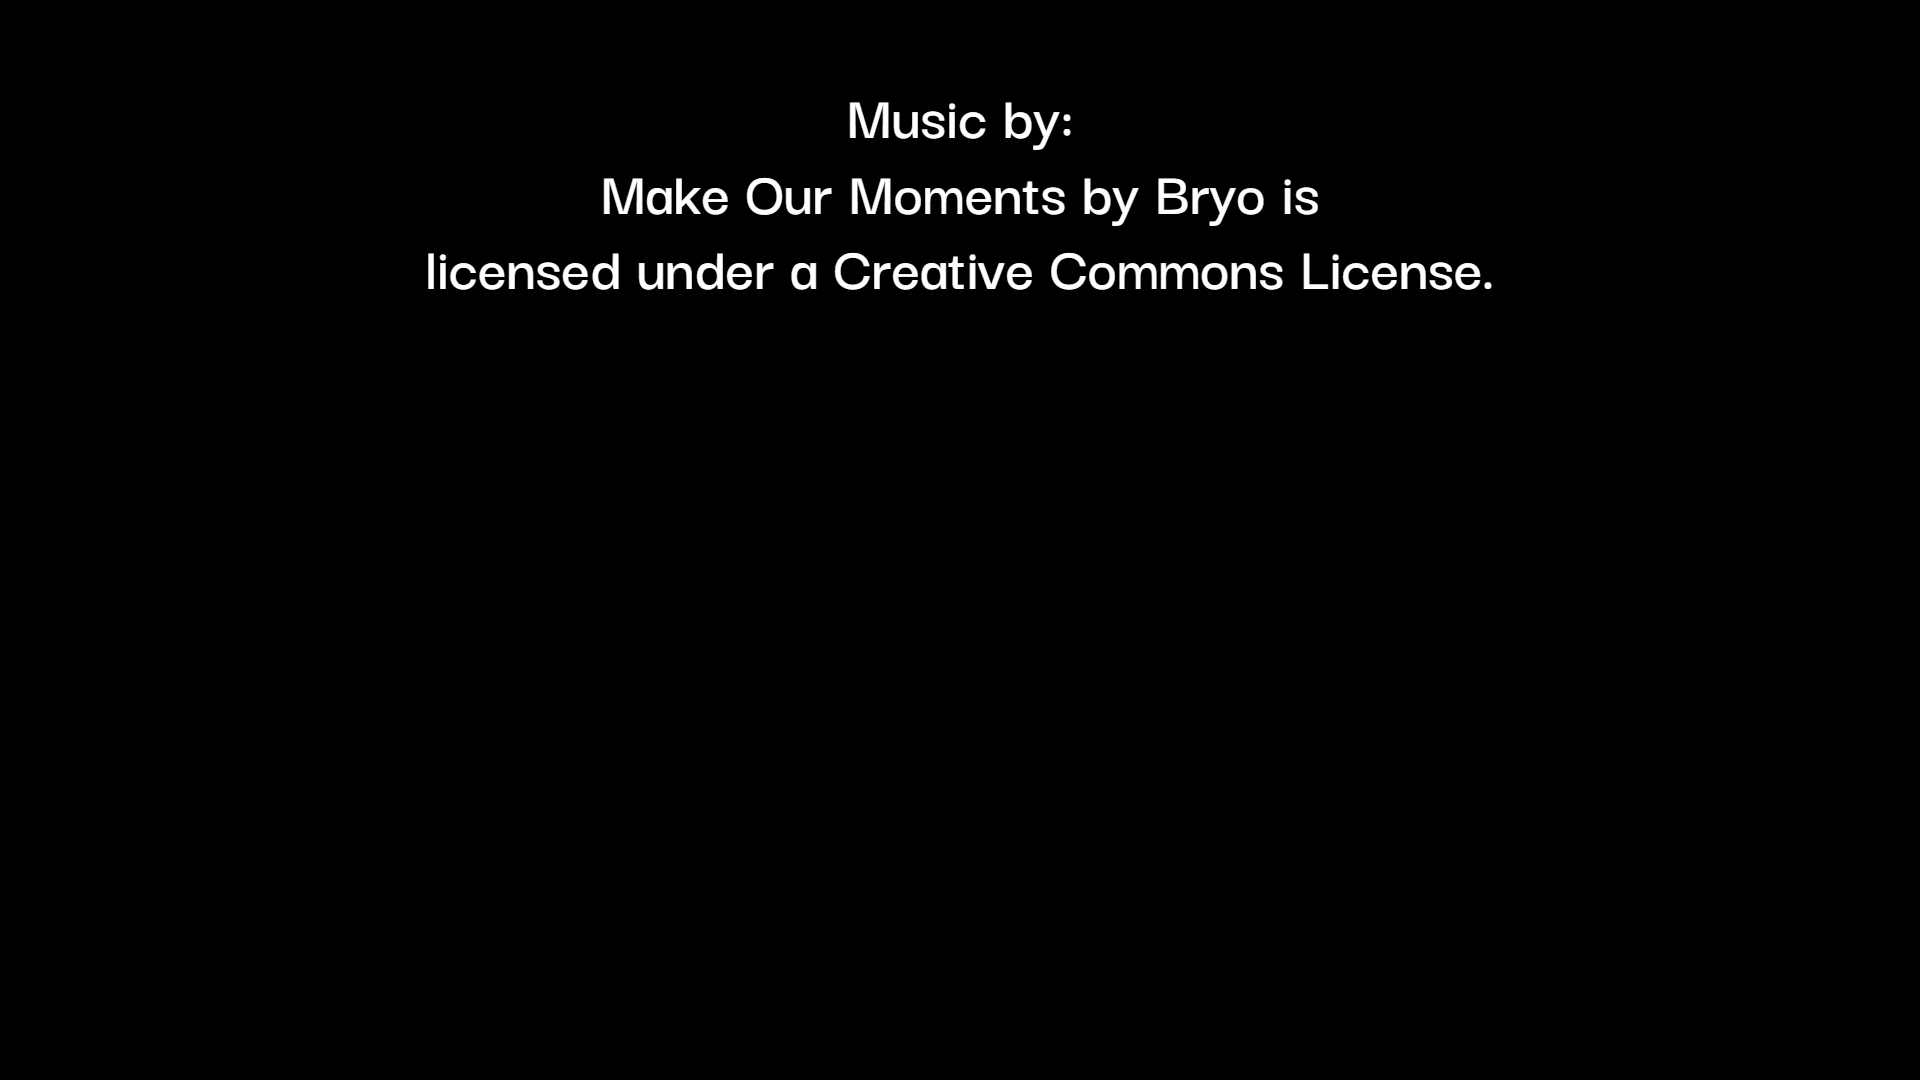 Music by:
Make Our Moments by Bryo is
licensed under a Creative Commons License.